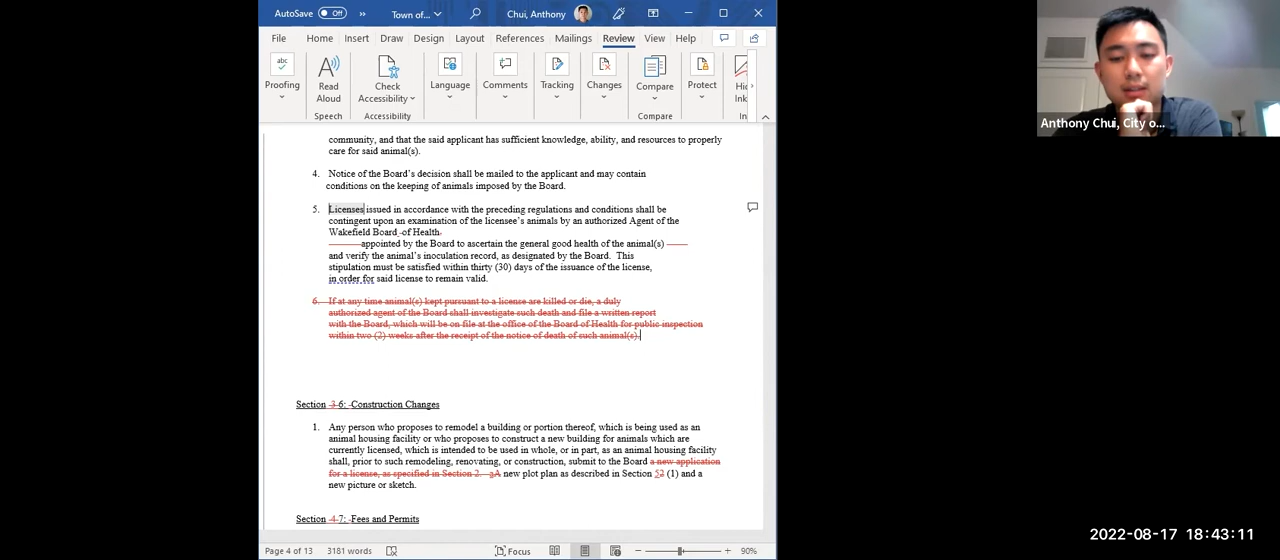 AutoSave Off » Town of... Chui, Anthony
File Home Insert Draw Design Layout References Mailings Review View Help
Proofing Read Aloud Check Accessibility Language Comments Tracking Changes Compare Protect Hid Ink
Speech Accessibility Compare In
community, and that the said applicant has sufficient knowledge, ability, and resources to properly
care for said animal(s).
4. Notice of the Board's decision shall be mailed to the applicant and may contain
conditions on the keeping of animals imposed by the Board.
5. Licenses issued in accordance with the preceding regulations and conditions shall be
contingent upon an examination of the licensee's animals by an authorized Agent of the
Wakefield Board of Health
appointed by the Board to ascertain the general good health of the animal(s)
and verify the animal's inoculation record, as designated by the Board. This
stipulation must be satisfied within thirty (30) days of the issuance of the license,
in order for said license to remain valid.
6. If at any time animal(s) kept pursuant to a license are killed or die, a duly
authorized agent of the Board shall investigate such death and file a written report
with the Board, which will be on file at the office of the Board of Health for public inspection
within two (2) weeks after the receipt of the notice of death of such animal(s).
Section 3 6: Construction Changes
1. Any person who proposes to remodel a building or portion thereof, which is being used as an
animal housing facility or who proposes to construct a new building for animals which are
currently licensed, which is intended to be used in whole, or in part, as an animal housing facility
shall, prior to such remodeling, renovating, or construction, submit to the Board a new application
for a license, as specified in Section 2. aA new plot plan as described in Section 52 (1) and a
new picture or sketch.
Section 4 7: Fees and Permits
Page 4 of 13 3181 words Focus 90%
Anthony Chui, City o...
2022-08-17 18:43:11